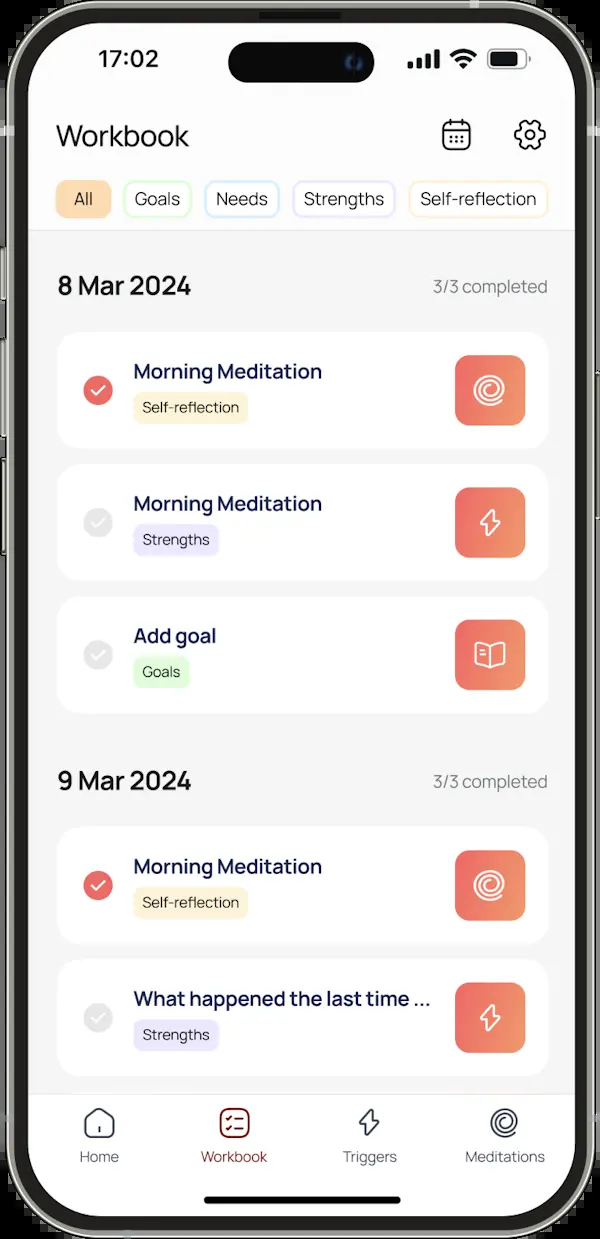 17:02
Workbook
All Goals Needs Strengths Self-reflection
8 Mar 2024 3/3 completed
Morning Meditation
Self-reflection
Morning Meditation
Strengths
Add goal
Goals
9 Mar 2024 3/3 completed
Morning Meditation
Self-reflection
What happened the last time ...
Strengths
Home Workbook Triggers Meditations